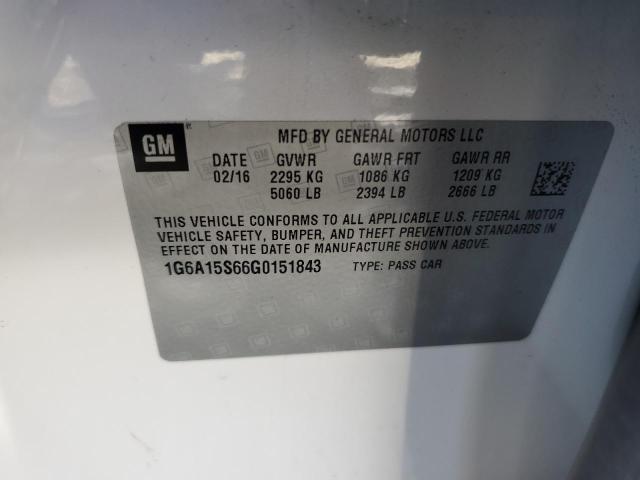 GM
MFD BY GENERAL MOTORS LLC
DATE GVWR GAWR FRT GAWR RR
02/16 2295 KG 1086 KG 1209 KG
5060 LB 2394 LB 2666 LB
THIS VEHICLE CONFORMS TO ALL APPLICABLE U.S. FEDERAL MOTOR
VEHICLE SAFETY, BUMPER, AND THEFT PREVENTION STANDARDS IN
EFFECT ON THE DATE OF MANUFACTURE SHOWN ABOVE.
1G6A15S66G0151843 TYPE: PASS CAR